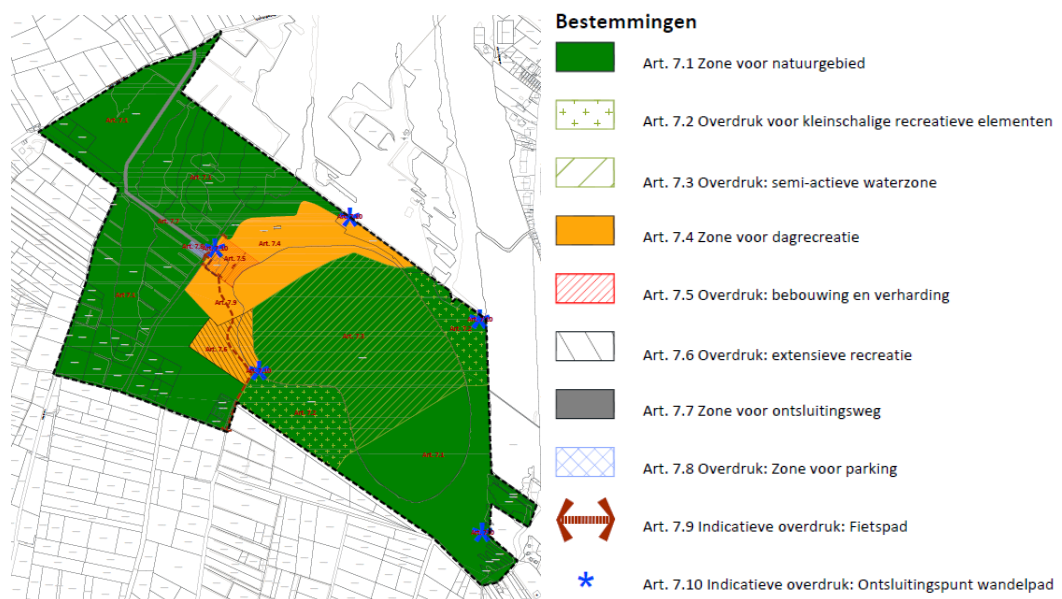 Bestemmingen
Art. 7.1 Zone voor natuurgebied
Art. 7.2 Overdruk voor kleinschalige recreatieve elementen
Art. 7.3 Overdruk: semi-actieve waterzone
Art. 7.4 Zone voor dagrecreatie
Art. 7.5 Overdruk: bebouwing en verharding
Art. 7.6 Overdruk: extensieve recreatie
Art. 7.7 Zone voor ontsluitingsweg
Art. 7.8 Overdruk: Zone voor parking
Art. 7.9 Indicatieve overdruk: Fietspad
Art. 7.10 Indicatieve overdruk: Ontsluitingspunt wandelpad
Art. 7.1
Art. 7.4
Art. 7.5
Art. 7.9
Art. 7.6